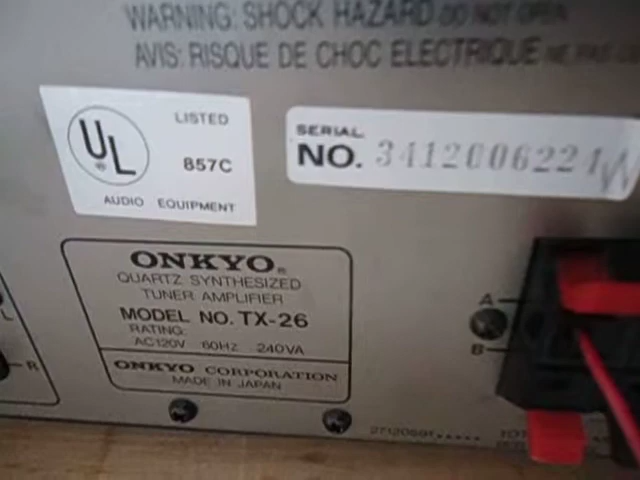 WARNING: SHOCK HAZARD DO NOT OPEN
AVIS: RISQUE DE CHOC ELECTRIQUE NE PAS
UL ®
LISTED
857C
AUDIO EQUIPMENT
SERIAL
NO. 3412006221
ONKYO®
QUARTZ SYNTHESIZED
TUNER AMPLIFIER
MODEL NO. TX-26
RATING:
AC120V 60HZ 240VA
ONKYO CORPORATION
MADE IN JAPAN
A
B
L
R